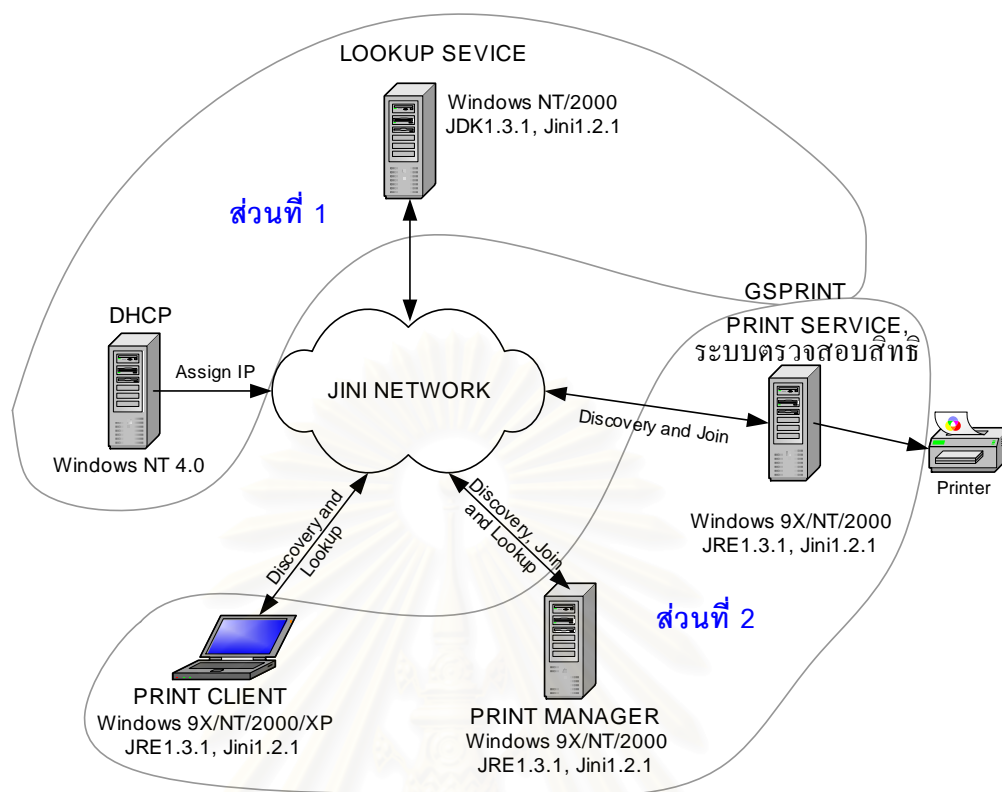 LOOKUP SEVICE
Windows NT/2000
JDK1.3.1, Jini1.2.1
ส่วนที่ 1
DHCP
Assign IP
Windows NT 4.0
JINI NETWORK
GSPRINT
PRINT SERVICE,
ระบบตรวจสอบสิทธิ
Discovery and Join
Printer
Windows 9X/NT/2000
JRE1.3.1, Jini1.2.1
Discovery and
Lookup
Discovery, Join
and Lookup
ส่วนที่ 2
PRINT CLIENT
Windows 9X/NT/2000/XP
JRE1.3.1, Jini1.2.1
PRINT MANAGER
Windows 9X/NT/2000
JRE1.3.1, Jini1.2.1